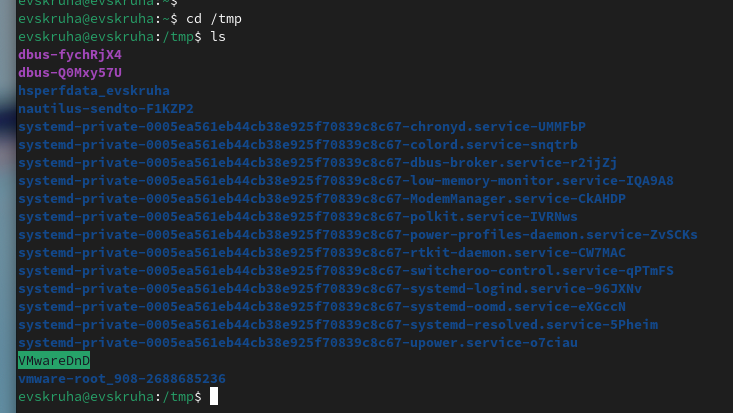 evskruha@evskruha:~$
evskruha@evskruha:~$ cd /tmp
evskruha@evskruha:/tmp$ ls
dbus-fychRjX4
dbus-Q0Mxy57U
hsperfdata_evskruha
nautilus-sendto-F1KZP2
systemd-private-0005ea561eb44cb38e925f70839c8c67-chronyd.service-UMMFbP
systemd-private-0005ea561eb44cb38e925f70839c8c67-colord.service-snqtrb
systemd-private-0005ea561eb44cb38e925f70839c8c67-dbus-broker.service-r2ijZj
systemd-private-0005ea561eb44cb38e925f70839c8c67-low-memory-monitor.service-IQA9A8
systemd-private-0005ea561eb44cb38e925f70839c8c67-ModemManager.service-CkAHDP
systemd-private-0005ea561eb44cb38e925f70839c8c67-polkit.service-IVRNws
systemd-private-0005ea561eb44cb38e925f70839c8c67-power-profiles-daemon.service-ZvSCKs
systemd-private-0005ea561eb44cb38e925f70839c8c67-rtkit-daemon.service-CW7MAC
systemd-private-0005ea561eb44cb38e925f70839c8c67-switcheroo-control.service-qPTmFS
systemd-private-0005ea561eb44cb38e925f70839c8c67-systemd-logind.service-96JXNv
systemd-private-0005ea561eb44cb38e925f70839c8c67-systemd-oomd.service-eXGccN
systemd-private-0005ea561eb44cb38e925f70839c8c67-systemd-resolved.service-5Pheim
systemd-private-0005ea561eb44cb38e925f70839c8c67-upower.service-o7ciau
VMwareDnD
vmware-root_908-2688685236
evskruha@evskruha:/tmp$